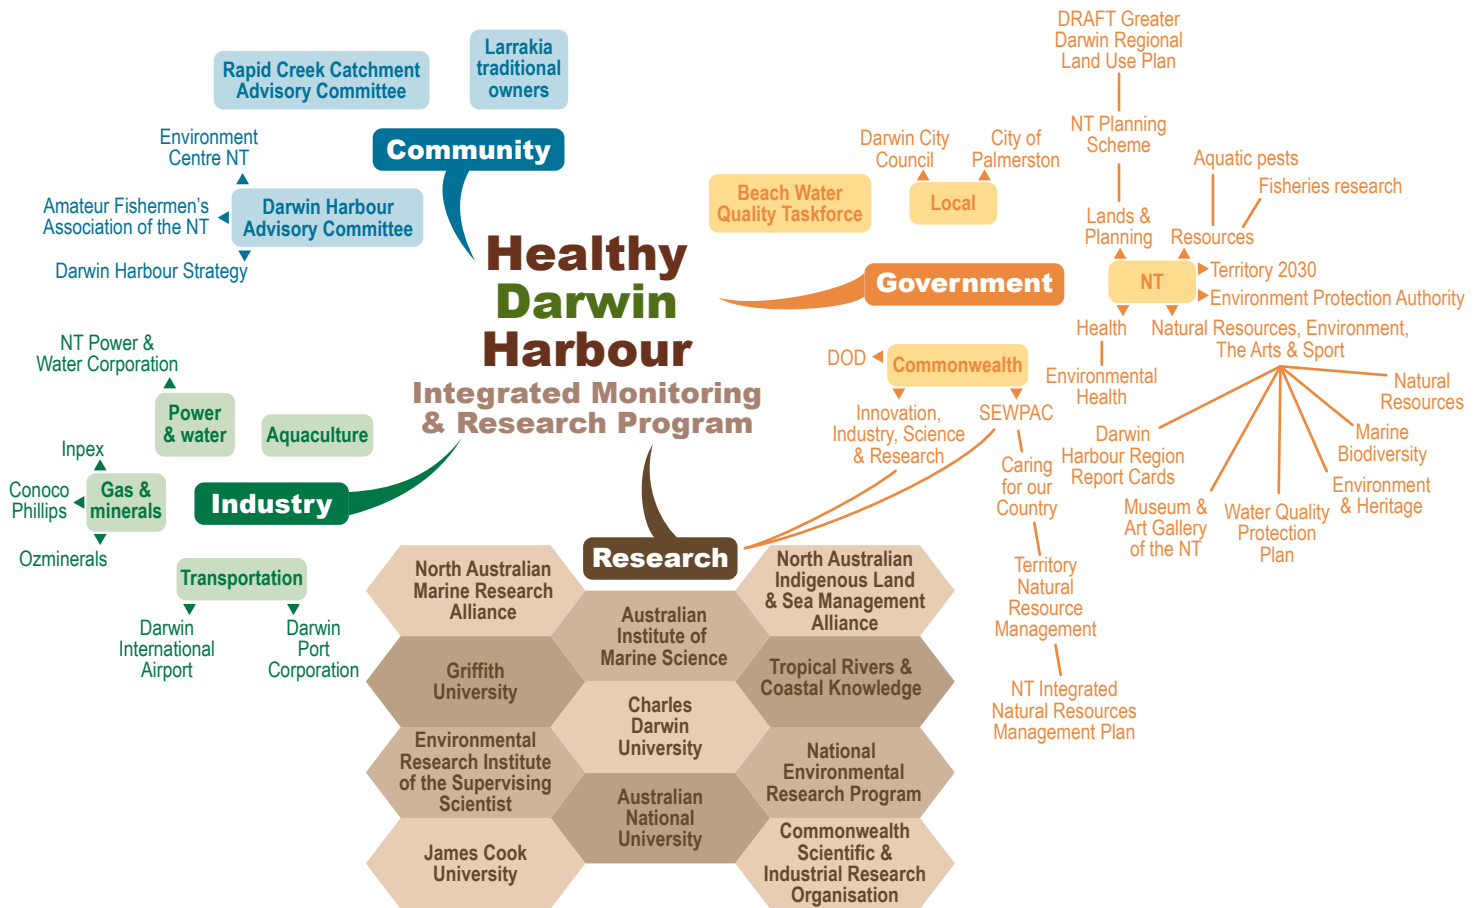 Healthy
Darwin
Harbour
Integrated Monitoring
& Research Program
Community
Rapid Creek Catchment
Advisory Committee
Larrakia
traditional
owners
Environment
Centre NT
Amateur Fishermen's
Association of the NT
Darwin Harbour
Advisory Committee
Darwin Harbour Strategy
Government
Beach Water
Quality Taskforce
Darwin City
Council
City of
Palmerston
Local
DRAFT Greater
Darwin Regional
Land Use Plan
NT Planning
Scheme
Lands &
Planning
Aquatic pests
Fisheries research
Resources
NT
Territory 2030
Environment Protection Authority
Health
Environmental
Health
Natural Resources, Environment,
The Arts & Sport
Darwin
Harbour Region
Report Cards
Museum &
Art Gallery
of the NT
Water Quality
Protection
Plan
Environment
& Heritage
Marine
Biodiversity
Natural
Resources
DOD
Commonwealth
Innovation,
Industry, Science
& Research
SEWPAC
Caring
for our
Country
Territory
Natural
Resource
Management
NT Integrated
Natural Resources
Management Plan
Industry
NT Power &
Water Corporation
Power
& water
Aquaculture
Inpex
Conoco
Phillips
Gas &
minerals
Ozminerals
Transportation
Darwin
International
Airport
Darwin
Port
Corporation
Research
North Australian
Marine Research
Alliance
Australian
Institute of
Marine Science
North Australian
Indigenous Land
& Sea Management
Alliance
Griffith
University
Charles
Darwin
University
Tropical Rivers &
Coastal Knowledge
Environmental
Research Institute
of the Supervising
Scientist
Australian
National
University
National
Environmental
Research Program
James Cook
University
Commonwealth
Scientific &
Industrial Research
Organisation